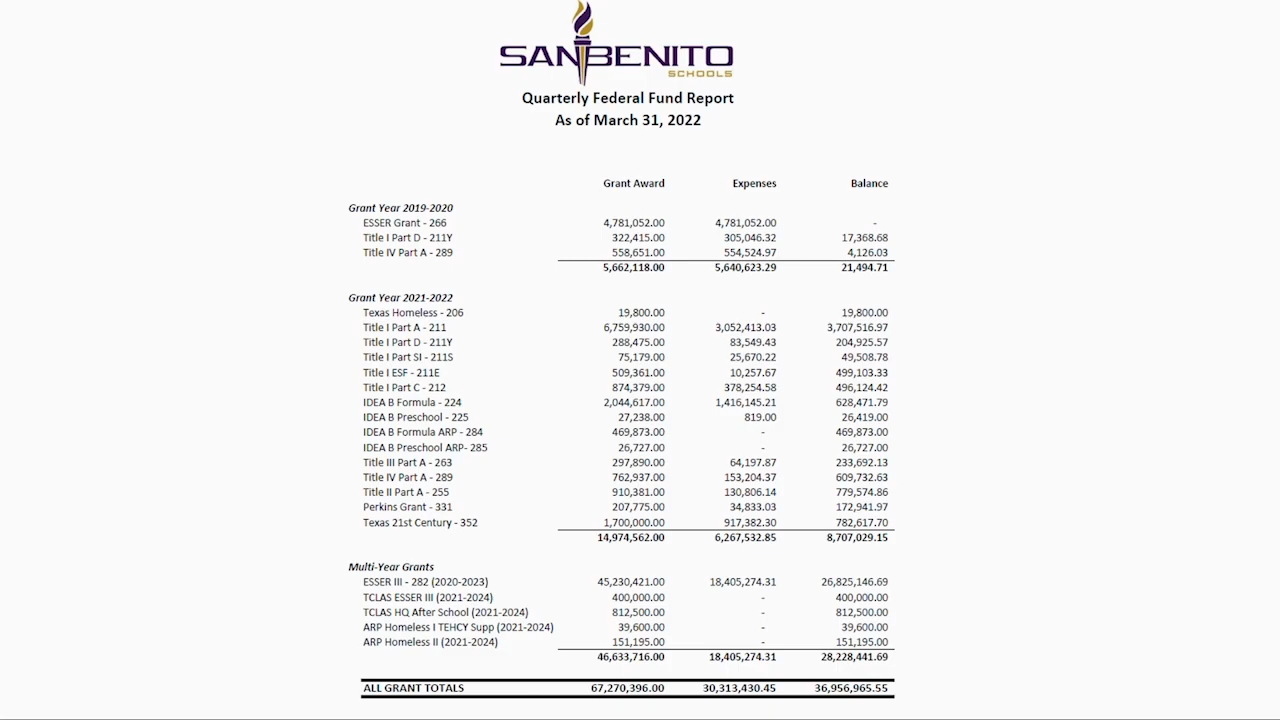 SAN BENITO
SCHOOLS
Quarterly Federal Fund Report
As of March 31, 2022
Grant Award Expenses Balance
Grant Year 2019-2020
ESSER Grant - 266 4,781,052.00 4,781,052.00 -
Title I Part D - 211Y 322,415.00 305,046.32 17,368.68
Title IV Part A - 289 558,651.00 554,524.97 4,126.03
5,662,118.00 5,640,623.29 21,494.71
Grant Year 2021-2022
Texas Homeless - 206 19,800.00 - 19,800.00
Title I Part A - 211 6,759,930.00 3,052,413.03 3,707,516.97
Title I Part D - 211Y 288,475.00 83,549.43 204,925.57
Title I Part SI - 211S 75,179.00 25,670.22 49,508.78
Title I ESF - 211E 509,361.00 10,257.67 499,103.33
Title I Part C - 212 874,379.00 378,254.58 496,124.42
IDEA B Formula - 224 2,044,617.00 1,416,145.21 628,471.79
IDEA B Preschool - 225 27,238.00 819.00 26,419.00
IDEA B Formula ARP - 284 469,873.00 - 469,873.00
IDEA B Preschool ARP- 285 26,727.00 - 26,727.00
Title III Part A - 263 297,890.00 64,197.87 233,692.13
Title IV Part A - 289 762,937.00 153,204.37 609,732.63
Title II Part A - 255 910,381.00 130,806.14 779,574.86
Perkins Grant - 331 207,775.00 34,833.03 172,941.97
Texas 21st Century - 352 1,700,000.00 917,382.30 782,617.70
14,974,562.00 6,267,532.85 8,707,029.15
Multi-Year Grants
ESSER III - 282 (2020-2023) 45,230,421.00 18,405,274.31 26,825,146.69
TCLAS ESSER III (2021-2024) 400,000.00 - 400,000.00
TCLAS HQ After School (2021-2024) 812,500.00 - 812,500.00
ARP Homeless I TEHCY Supp (2021-2024) 39,600.00 - 39,600.00
ARP Homeless II (2021-2024) 151,195.00 - 151,195.00
46,633,716.00 18,405,274.31 28,228,441.69
ALL GRANT TOTALS 67,270,396.00 30,313,430.45 36,956,965.55